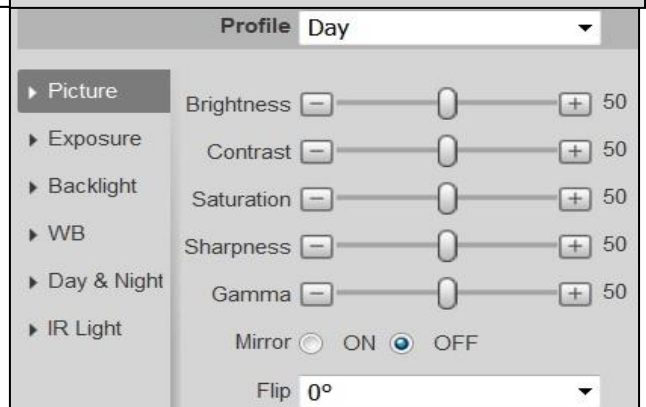 Profile Day
Picture
Exposure
Backlight
WB
Day & Night
IR Light
Brightness 50
Contrast 50
Saturation 50
Sharpness 50
Gamma 50
Mirror ON OFF
Flip 0°